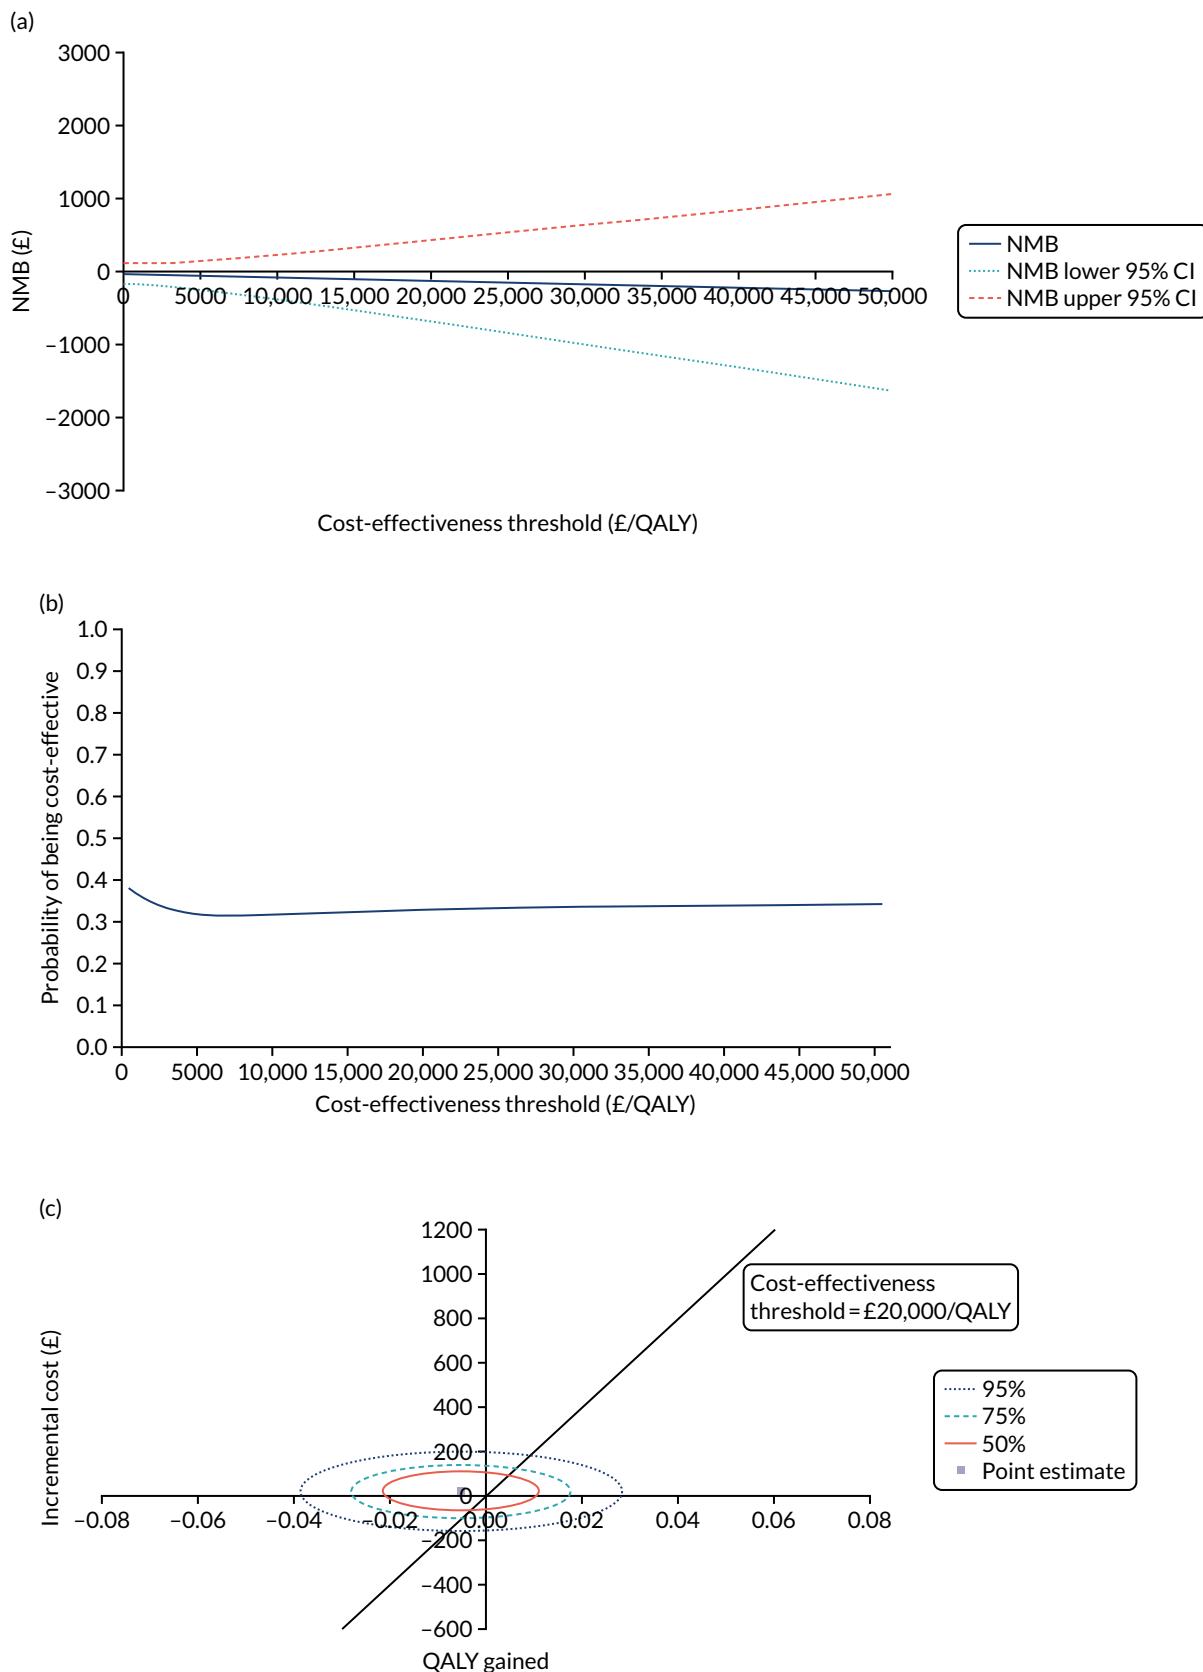 (a)
3000
2000
1000
0
–1000
–2000
–3000
NMB (£)
0 5000 10,000 15,000 20,000 25,000 30,000 35,000 40,000 45,000 50,000
Cost-effectiveness threshold (£/QALY)
NMB
NMB lower 95% CI
NMB upper 95% CI
(b)
1.0
0.9
0.8
0.7
0.6
0.5
0.4
0.3
0.2
0.1
0.0
Probability of being cost-effective
0 5000 10,000 15,000 20,000 25,000 30,000 35,000 40,000 45,000 50,000
Cost-effectiveness threshold (£/QALY)
(c)
1200
1000
800
600
400
200
0
–200
–400
–600
Incremental cost (£)
–0.08 –0.06 –0.04 –0.02 0.00 0.02 0.04 0.06 0.08
QALY gained
Cost-effectiveness
threshold = £20,000/QALY
95%
75%
50%
Point estimate